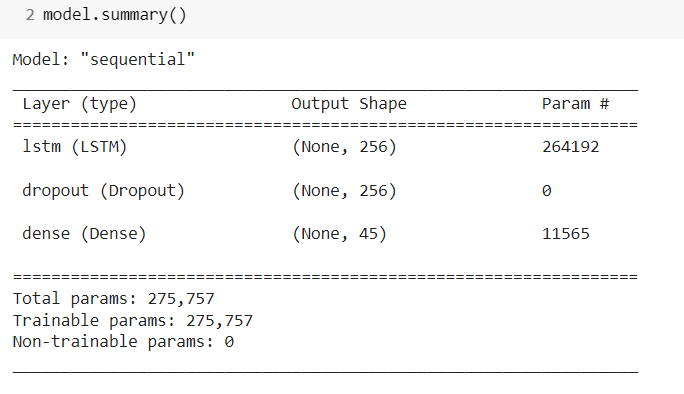 2 model.summary()
Model: "sequential"
_________________________________________________________________
Layer (type) Output Shape Param #
=================================================================
lstm (LSTM) (None, 256) 264192
dropout (Dropout) (None, 256) 0
dense (Dense) (None, 45) 11565
=================================================================
Total params: 275,757
Trainable params: 275,757
Non-trainable params: 0
_________________________________________________________________